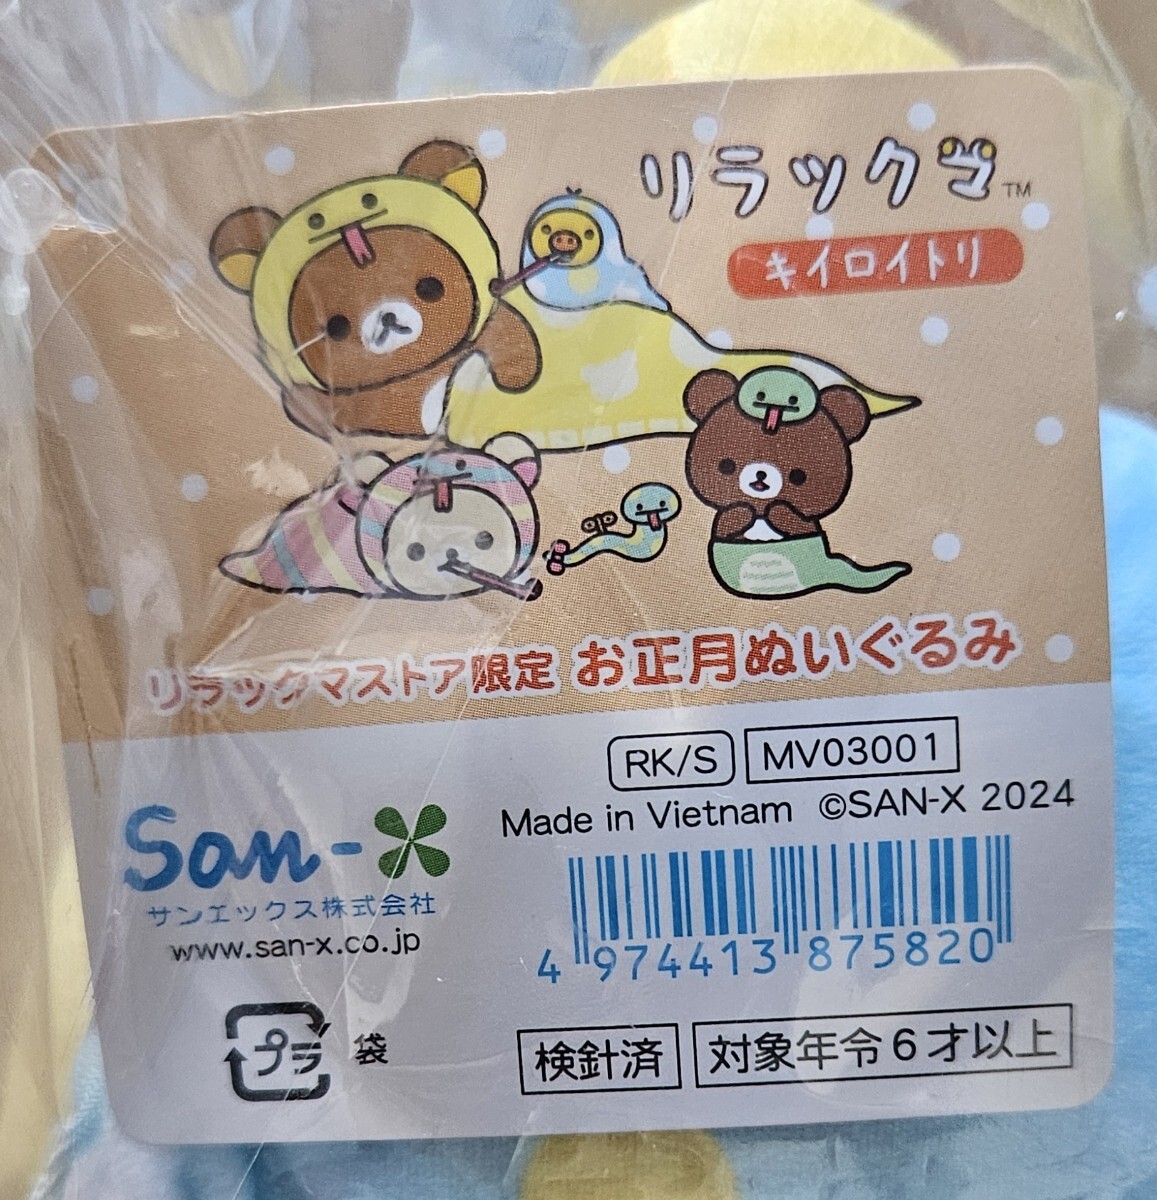 リラックマ™
キイロイトリ
リラックマストア限定 お正月ぬいぐるみ
RK/S MV03001
Made in Vietnam ©SAN-X 2024
San-X
サンエックス株式会社
www.san-x.co.jp
4 974413 875820
プラ 袋
検針済 対象年令6才以上